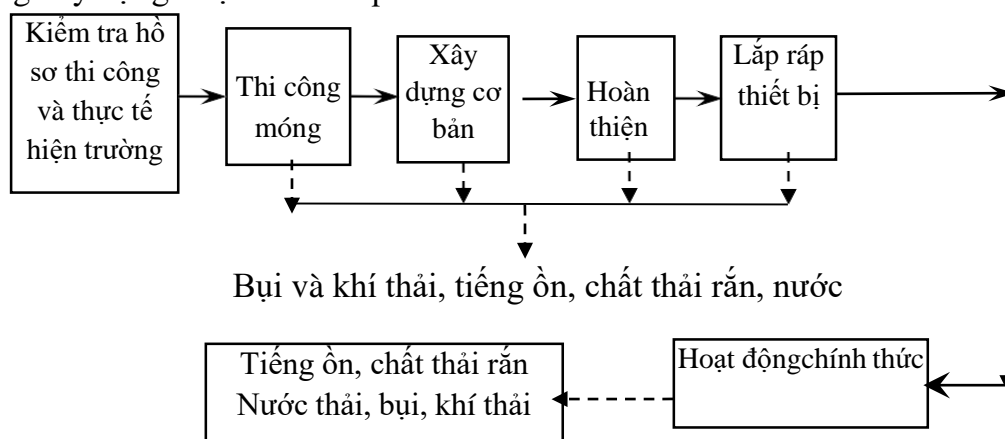 Kiểm tra hồ
sơ thi công
và thực tế
hiện trường
Thi công
móng
Xây
dựng cơ
bản
Hoàn
thiện
Lắp ráp
thiết bị
Bụi và khí thải, tiếng ồn, chất thải rắn, nước
Tiếng ồn, chất thải rắn
Nước thải, bụi, khí thải
Hoạt độngchính thức